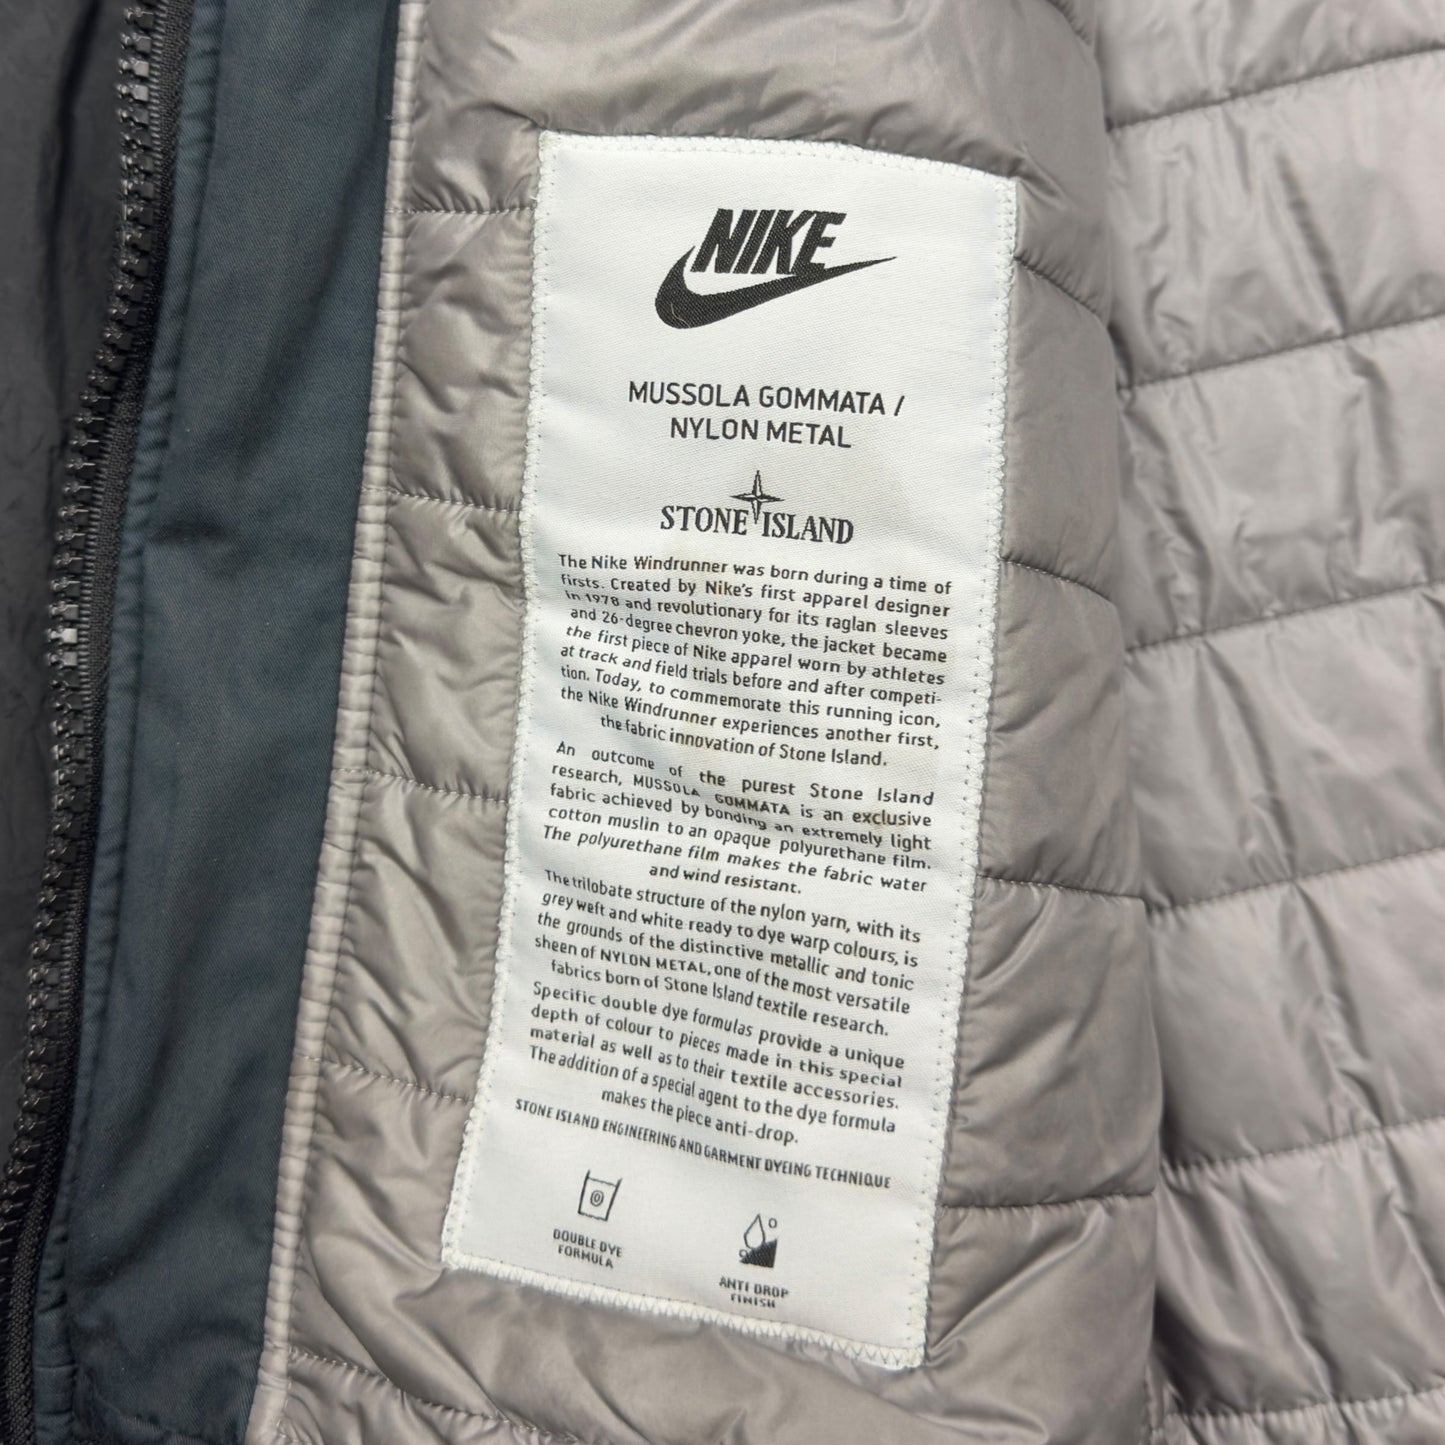 NIKE
MUSSOLA GOMMATA /
NYLON METAL
STONE ISLAND
The Nike Windrunner was born during a time of
firsts. Created by Nike's first apparel designer
in 1978 and revolutionary for its raglan sleeves
and 26-degree chevron yoke, the jacket became
the first piece of Nike apparel worn by athletes
at track and field trials before and after competi-
tion. Today, to commemorate this running icon,
the Nike Windrunner experiences another first,
the fabric innovation of Stone Island.
An outcome of the purest Stone Island
research, MUSSOLA GOMMATA is an exclusive
fabric achieved by bonding an extremely light
cotton muslin to an opaque polyurethane film.
The polyurethane film makes the fabric water
and wind resistant.
The trilobate structure of the nylon yarn, with its
grey weft and white ready to dye warp colours, is
the grounds of the distinctive metallic and tonic
sheen of NYLON METAL, one of the most versatile
fabrics born of Stone Island textile research.
Specific double dye formulas provide a unique
depth of colour to pieces made in this special
material as well as to their textile accessories.
The addition of a special agent to the dye formula
makes the piece anti-drop.
STONE ISLAND ENGINEERING AND GARMENT DYEING TECHNIQUE
DOUBLE DYE
FORMULA
ANTI DROP
FINISH